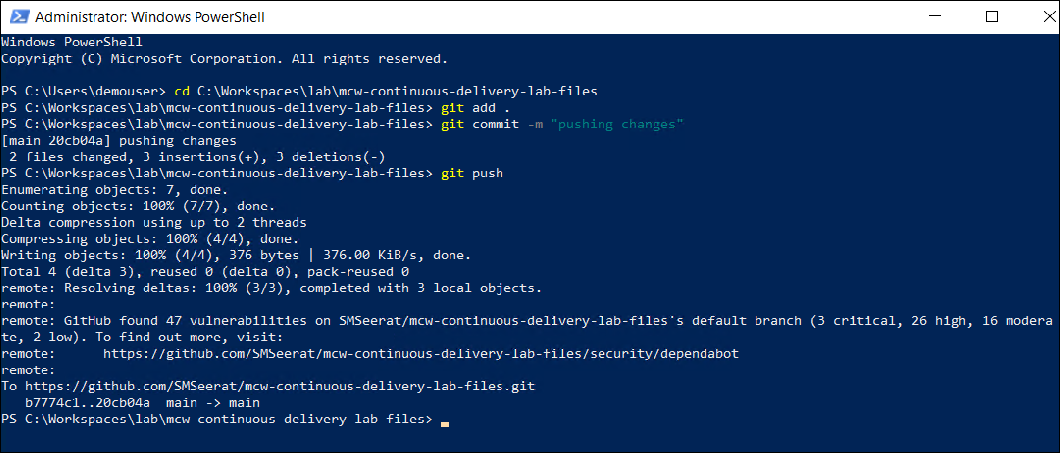 Administrator: Windows PowerShell
Windows PowerShell
Copyright (C) Microsoft Corporation. All rights reserved.
PS C:\Users\demouser> cd C:\Workspaces\lab\mcw-continuous-delivery-lab-files
PS C:\Workspaces\lab\mcw-continuous-delivery-lab-files> git add .
PS C:\Workspaces\lab\mcw-continuous-delivery-lab-files> git commit -m "pushing changes"
[main 20cb04a] pushing changes
 2 files changed, 3 insertions(+), 3 deletions(-)
PS C:\Workspaces\lab\mcw-continuous-delivery-lab-files> git push
Enumerating objects: 7, done.
Counting objects: 100% (7/7), done.
Delta compression using up to 2 threads
Compressing objects: 100% (4/4), done.
Writing objects: 100% (4/4), 376 bytes | 376.00 KiB/s, done.
Total 4 (delta 3), reused 0 (delta 0), pack-reused 0
remote: Resolving deltas: 100% (3/3), completed with 3 local objects.
remote:
remote: GitHub found 47 vulnerabilities on SMSeerat/mcw-continuous-delivery-lab-files's default branch (3 critical, 26 high, 16 modera
te, 2 low). To find out more, visit:
remote:      https://github.com/SMSeerat/mcw-continuous-delivery-lab-files/security/dependabot
remote:
To https://github.com/SMSeerat/mcw-continuous-delivery-lab-files.git
   b7774c1..20cb04a  main -> main
PS C:\Workspaces\lab\mcw-continuous-delivery-lab-files>